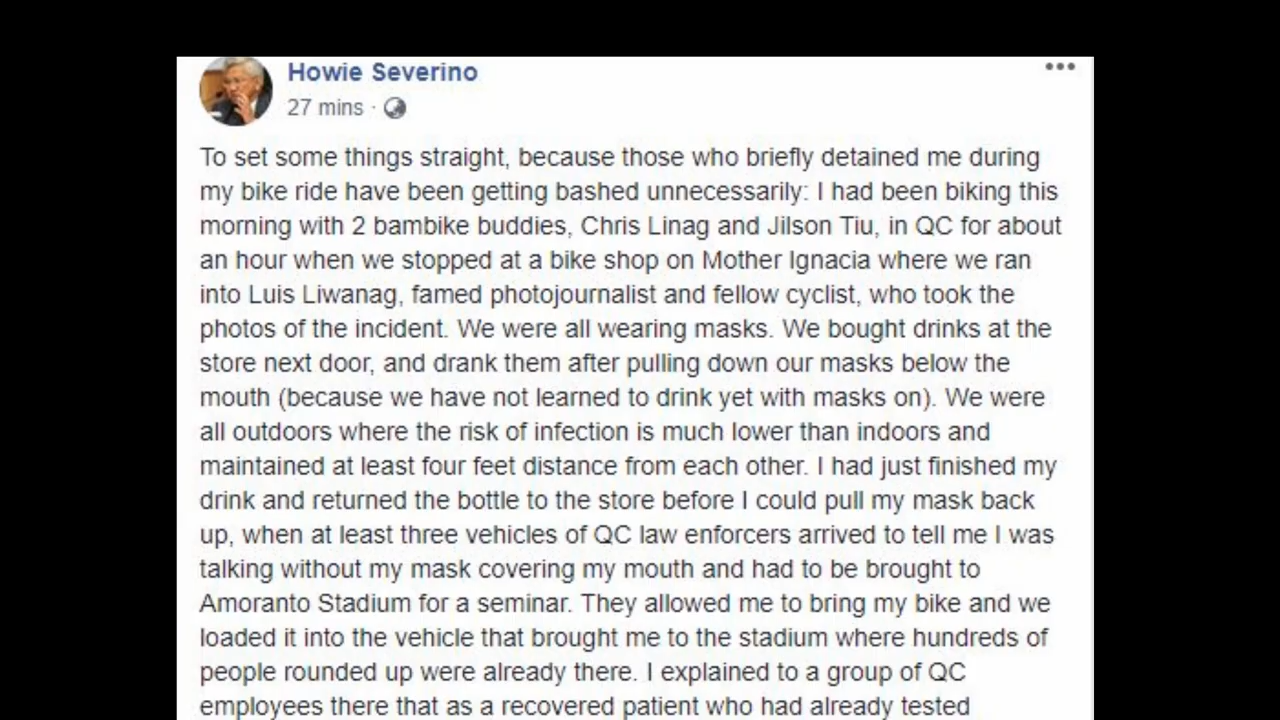 Howie Severino
27 mins ·
To set some things straight, because those who briefly detained me during
my bike ride have been getting bashed unnecessarily: I had been biking this
morning with 2 bambike buddies, Chris Linag and Jilson Tiu, in QC for about
an hour when we stopped at a bike shop on Mother Ignacia where we ran
into Luis Liwanag, famed photojournalist and fellow cyclist, who took the
photos of the incident. We were all wearing masks. We bought drinks at the
store next door, and drank them after pulling down our masks below the
mouth (because we have not learned to drink yet with masks on). We were
all outdoors where the risk of infection is much lower than indoors and
maintained at least four feet distance from each other. I had just finished my
drink and returned the bottle to the store before I could pull my mask back
up, when at least three vehicles of QC law enforcers arrived to tell me I was
talking without my mask covering my mouth and had to be brought to
Amoranto Stadium for a seminar. They allowed me to bring my bike and we
loaded it into the vehicle that brought me to the stadium where hundreds of
people rounded up were already there. I explained to a group of QC
employees there that as a recovered patient who had already tested